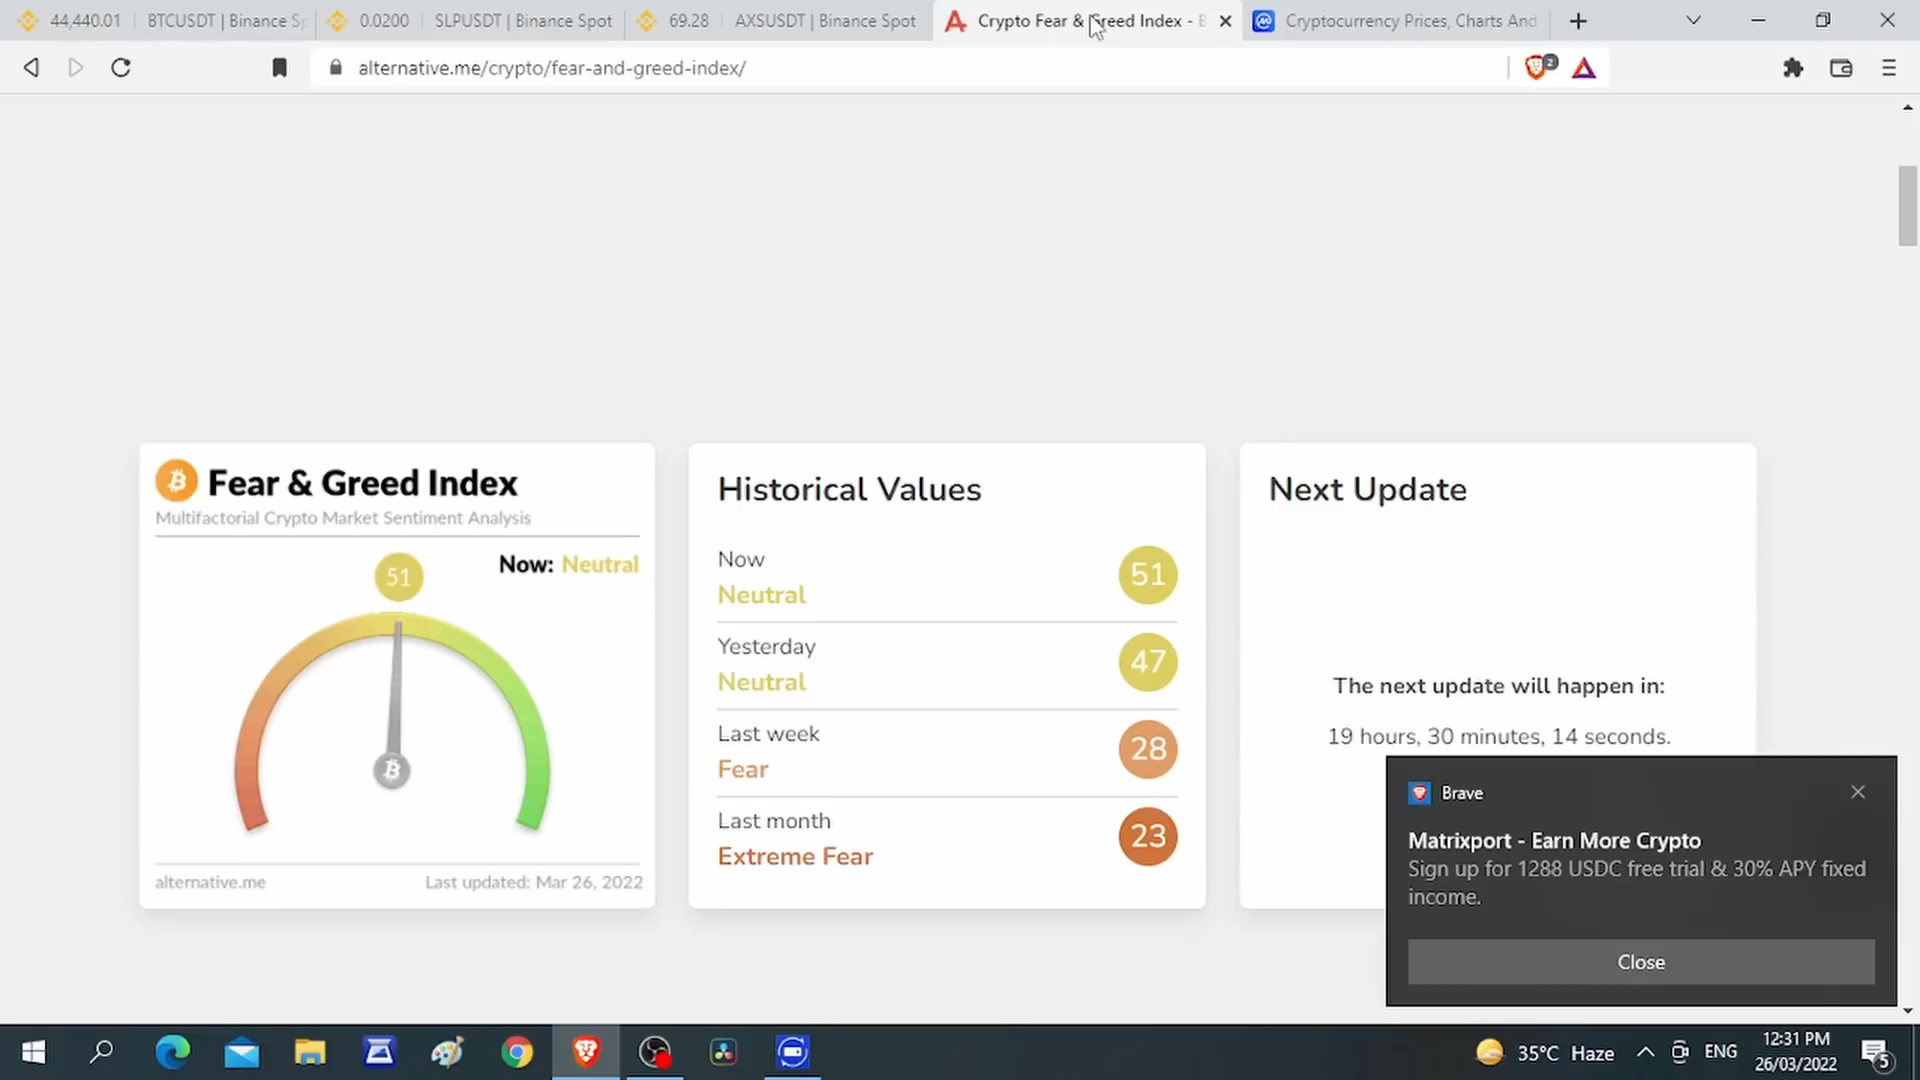 44,440.01 BTCUSDT | Binance Sp
0.0200 SLPUSDT | Binance Spot
69.28 AXSUSDT | Binance Spot
Crypto Fear & Greed Index - B
Cryptocurrency Prices, Charts And
alternative.me/crypto/fear-and-greed-index/
2
Fear & Greed Index
Multifactorial Crypto Market Sentiment Analysis
Now: Neutral
51
alternative.me
Last updated: Mar 26, 2022
Historical Values
Now
Neutral
51
Yesterday
Neutral
47
Last week
Fear
28
Last month
Extreme Fear
23
Next Update
The next update will happen in:
19 hours, 30 minutes, 14 seconds.
Brave
Matrixport - Earn More Crypto
Sign up for 1288 USDC free trial & 30% APY fixed
income.
Close
35°C Haze
ENG
12:31 PM
26/03/2022
5